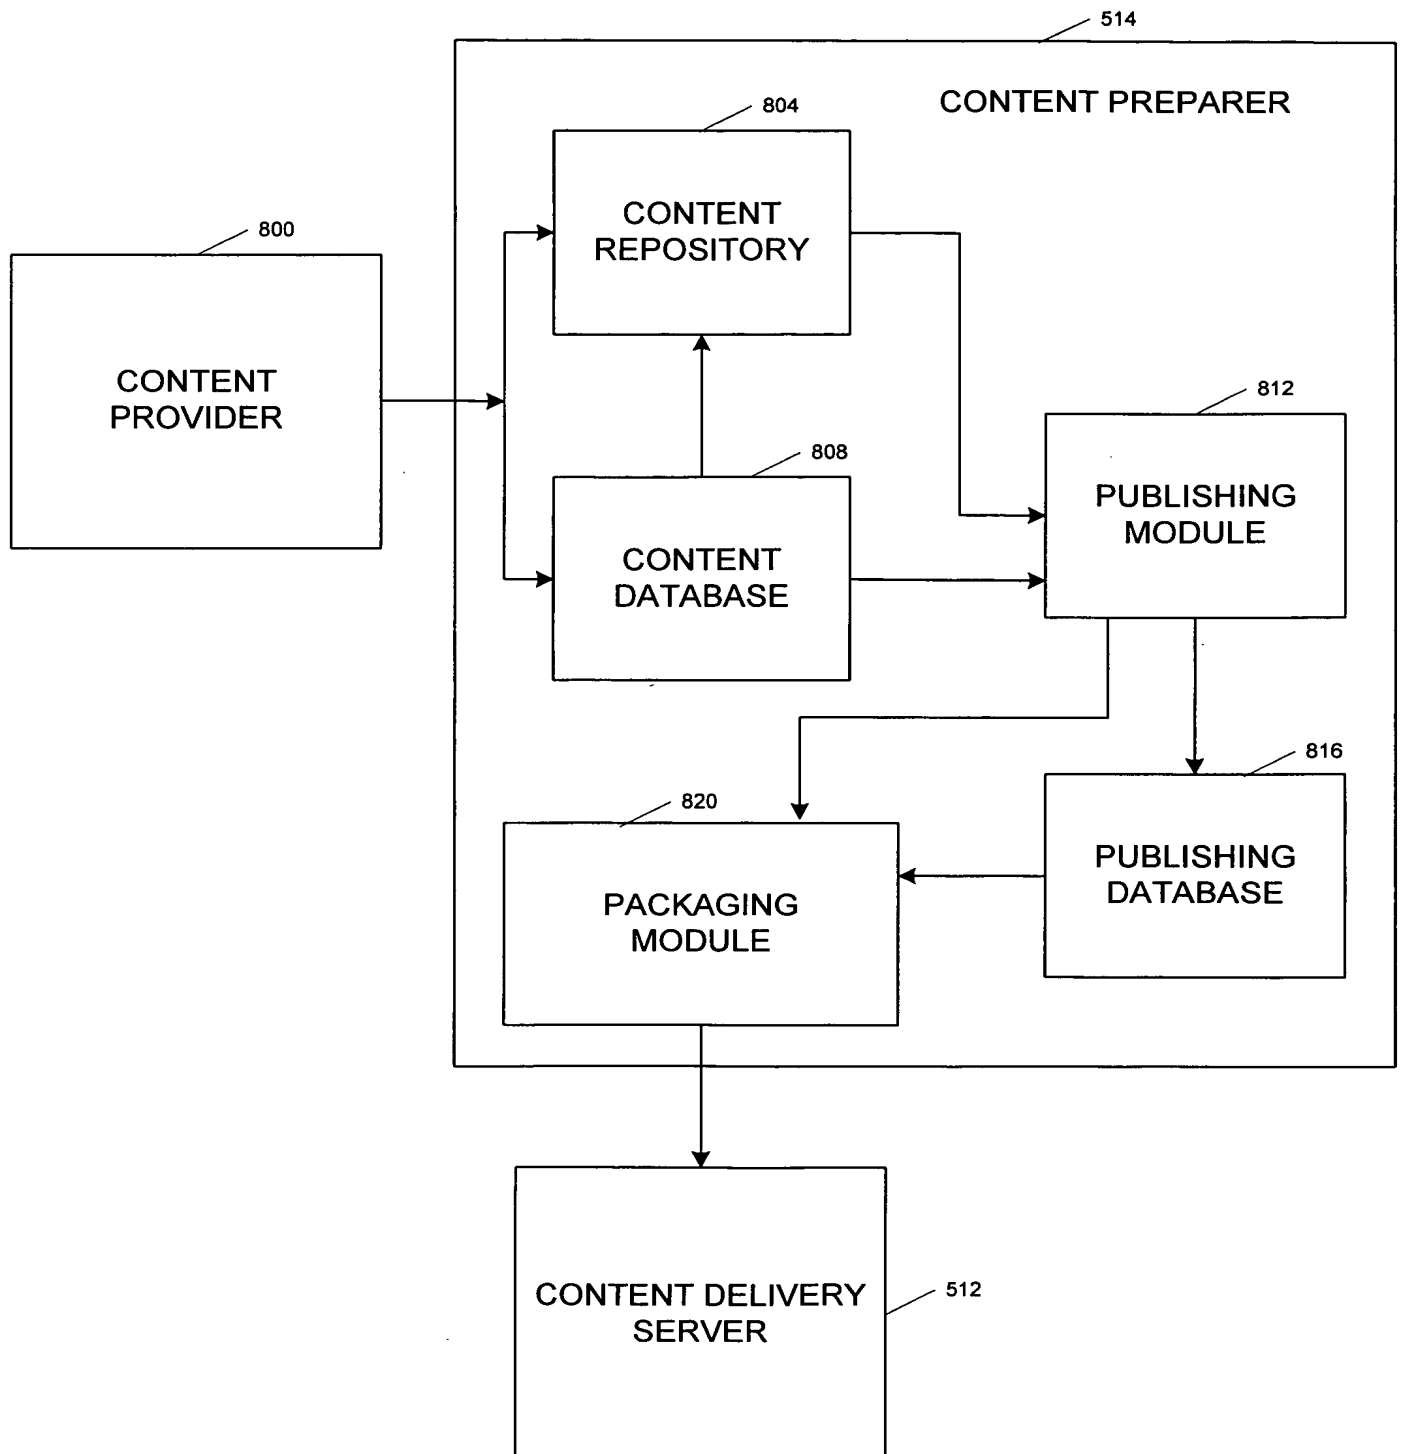 514
CONTENT PREPARER
804
CONTENT
REPOSITORY
800
CONTENT
PROVIDER
812
PUBLISHING
MODULE
808
CONTENT
DATABASE
816
PUBLISHING
DATABASE
820
PACKAGING
MODULE
CONTENT DELIVERY
SERVER
512